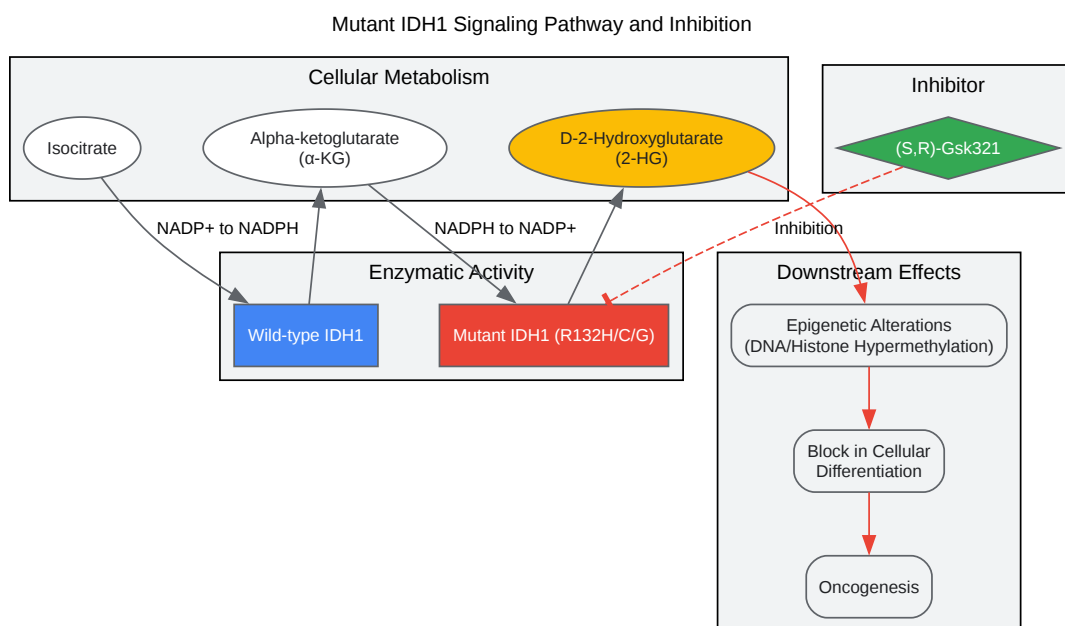 Mutant IDH1 Signaling Pathway and Inhibition
Cellular Metabolism
Inhibitor
Isocitrate
Alpha-ketoglutarate
(α-KG)
D-2-Hydroxyglutarate
(2-HG)
(S,R)-Gsk321
NADP+ to NADPH
NADPH to NADP+
Inhibition
Enzymatic Activity
Downstream Effects
Wild-type IDH1
Mutant IDH1 (R132H/C/G)
Epigenetic Alterations
(DNA/Histone Hypermethylation)
Block in Cellular
Differentiation
Oncogenesis